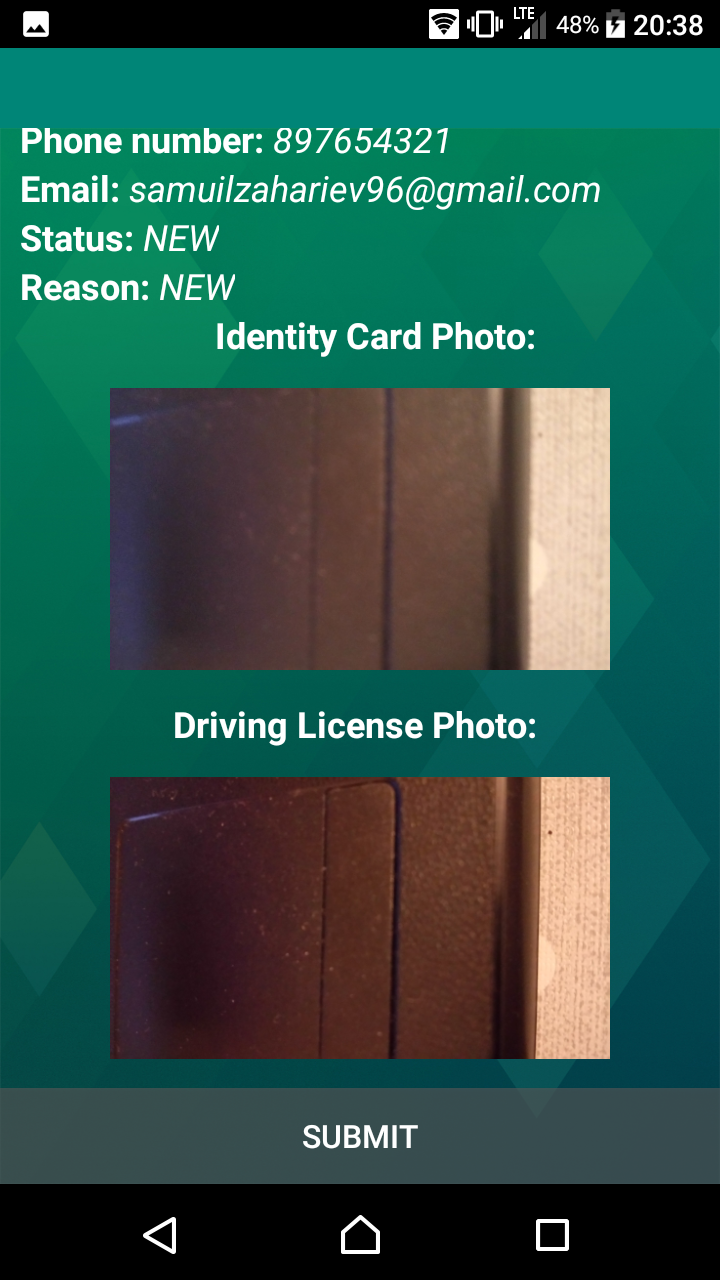 LTE 48% 20:38
Phone number: 897654321
Email: samuilzahariev96@gmail.com
Status: NEW
Reason: NEW
Identity Card Photo:
Driving License Photo:
SUBMIT